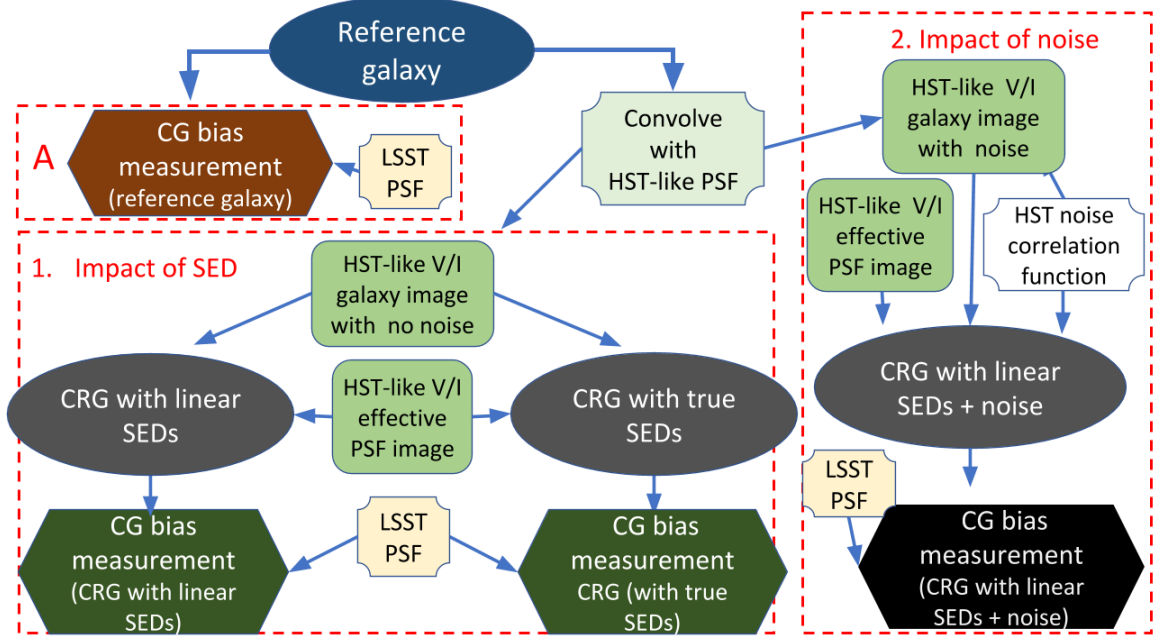 Reference
galaxy
A
CG bias
measurement
(reference galaxy)
LSST
PSF
Convolve
with
HST-like PSF
1. Impact of SED
HST-like V/I
galaxy image
with no noise
CRG with linear
SEDs
HST-like V/I
effective
PSF image
CRG with true
SEDs
CG bias
measurement
(CRG with linear
SEDs)
LSST
PSF
CG bias
measurement
CRG (with true
SEDs)
2. Impact of noise
HST-like V/I
galaxy image
with noise
HST-like V/I
effective
PSF image
HST noise
correlation
function
CRG with linear
SEDs + noise
LSST
PSF
CG bias
measurement
(CRG with linear
SEDs + noise)